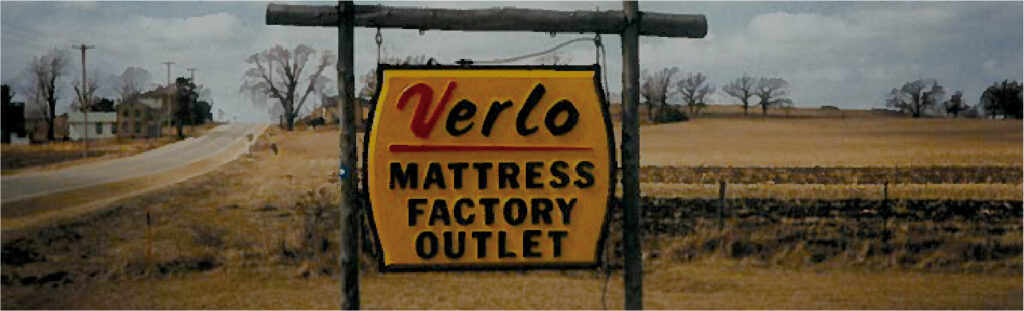 Verlo
MATTRESS
FACTORY
OUTLET